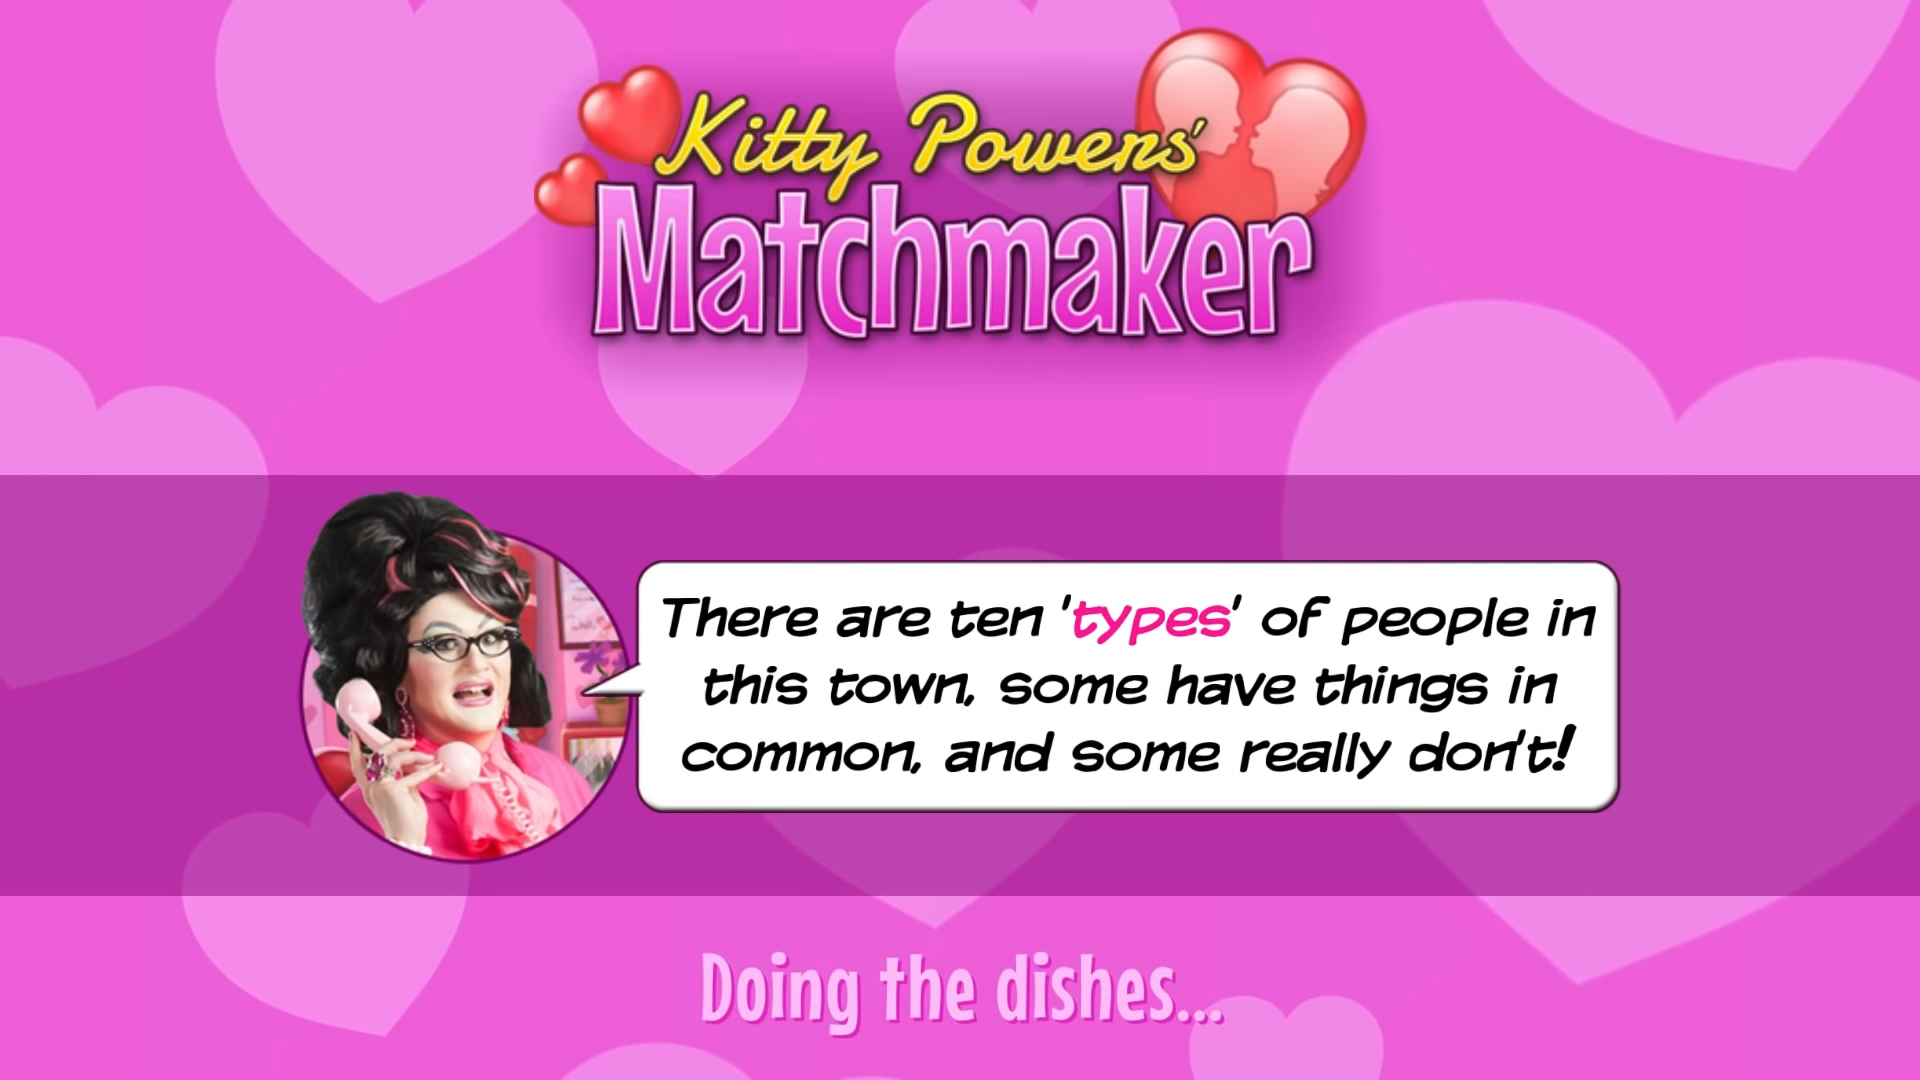 Kitty Powers'
Matchmaker
There are ten 'types' of people in
this town, some have things in
common, and some really don't!
Doing the dishes...